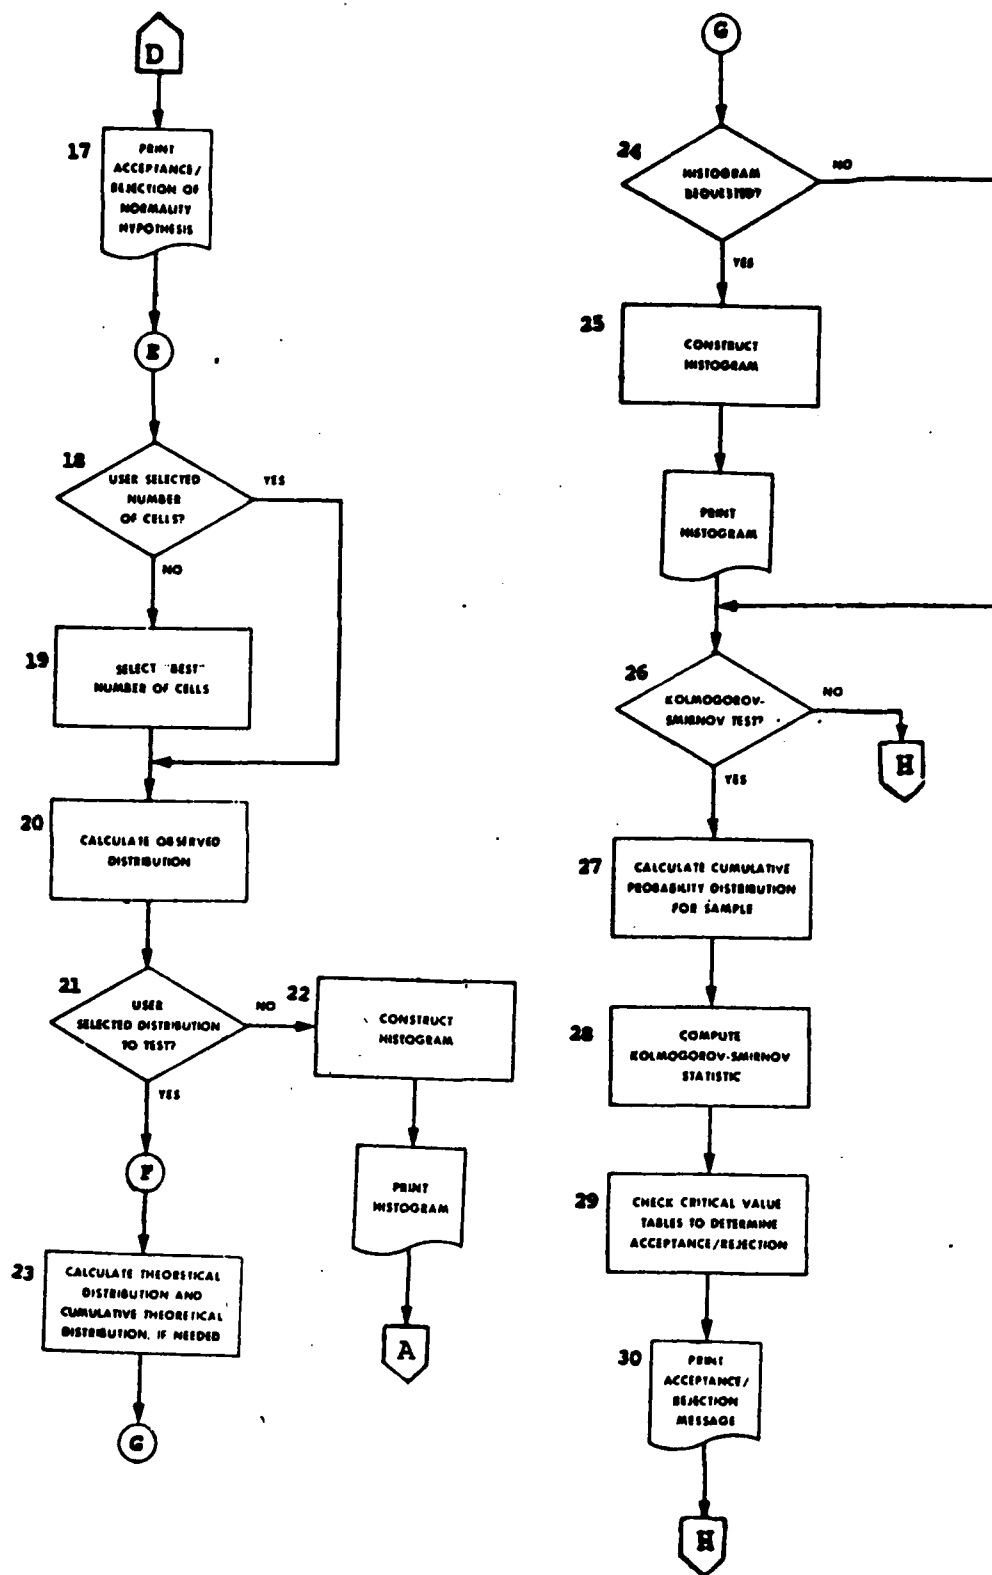 D
17
PRINT
ACCEPTANCE/
REJECTION OF
NORMALITY
HYPOTHESIS
E
18
USER SELECTED
NUMBER
OF CELLS?
YES
NO
19
SELECT "BEST"
NUMBER OF CELLS
20
CALCULATE OBSERVED
DISTRIBUTION
21
USER
SELECTED DISTRIBUTION
TO TEST?
NO
YES
22
CONSTRUCT
HISTOGRAM
PRINT
HISTOGRAM
A
F
23
CALCULATE THEORETICAL
DISTRIBUTION AND
CUMULATIVE THEORETICAL
DISTRIBUTION, IF NEEDED
G
G
24
HISTOGRAM
REQUESTED?
NO
YES
25
CONSTRUCT
HISTOGRAM
PRINT
HISTOGRAM
26
KOLMOGOROV-
SMIRNOV TEST?
NO
H
YES
27
CALCULATE CUMULATIVE
PROBABILITY DISTRIBUTION
FOR SAMPLE
28
COMPUTE
KOLMOGOROV-SMIRNOV
STATISTIC
29
CHECK CRITICAL VALUE
TABLES TO DETERMINE
ACCEPTANCE/REJECTION
30
PRINT
ACCEPTANCE/
REJECTION
MESSAGE
H